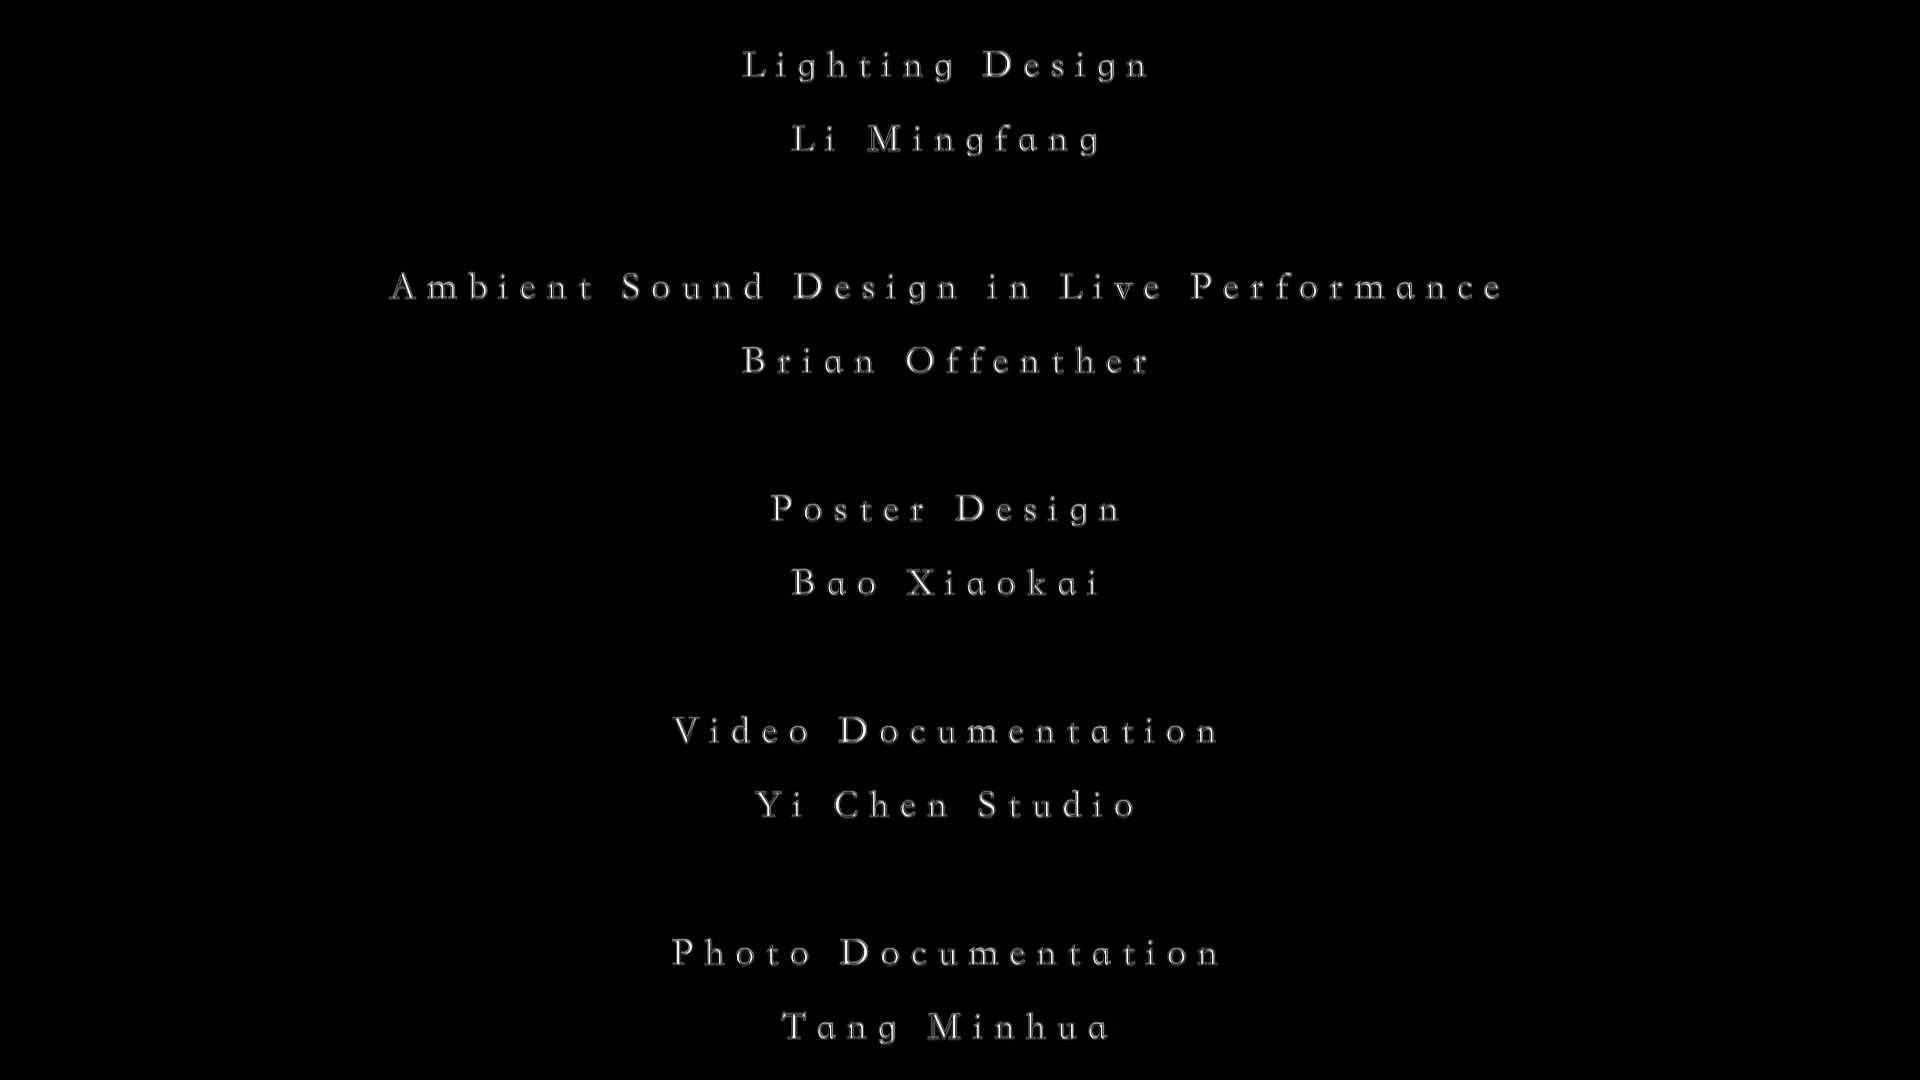 Lighting Design
Li Mingfang
Ambient Sound Design in Live Performance
Brian Offenther
Poster Design
Bao Xiaokai
Video Documentation
Yi Chen Studio
Photo Documentation
Tang Minhua